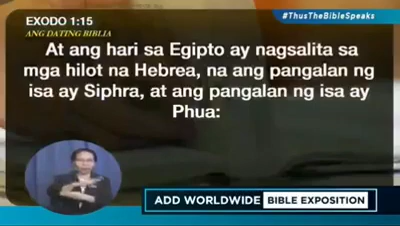 EXODO 1:15
#ThusTheBibleSpeaks
ANG DATING BIBLIA
At ang hari sa Egipto ay nagsalita sa
mga hilot na Hebrea, na ang pangalan ng
isa ay Siphra, at ang pangalan ng isa ay
Phua:
ADD WORLDWIDE BIBLE EXPOSITION